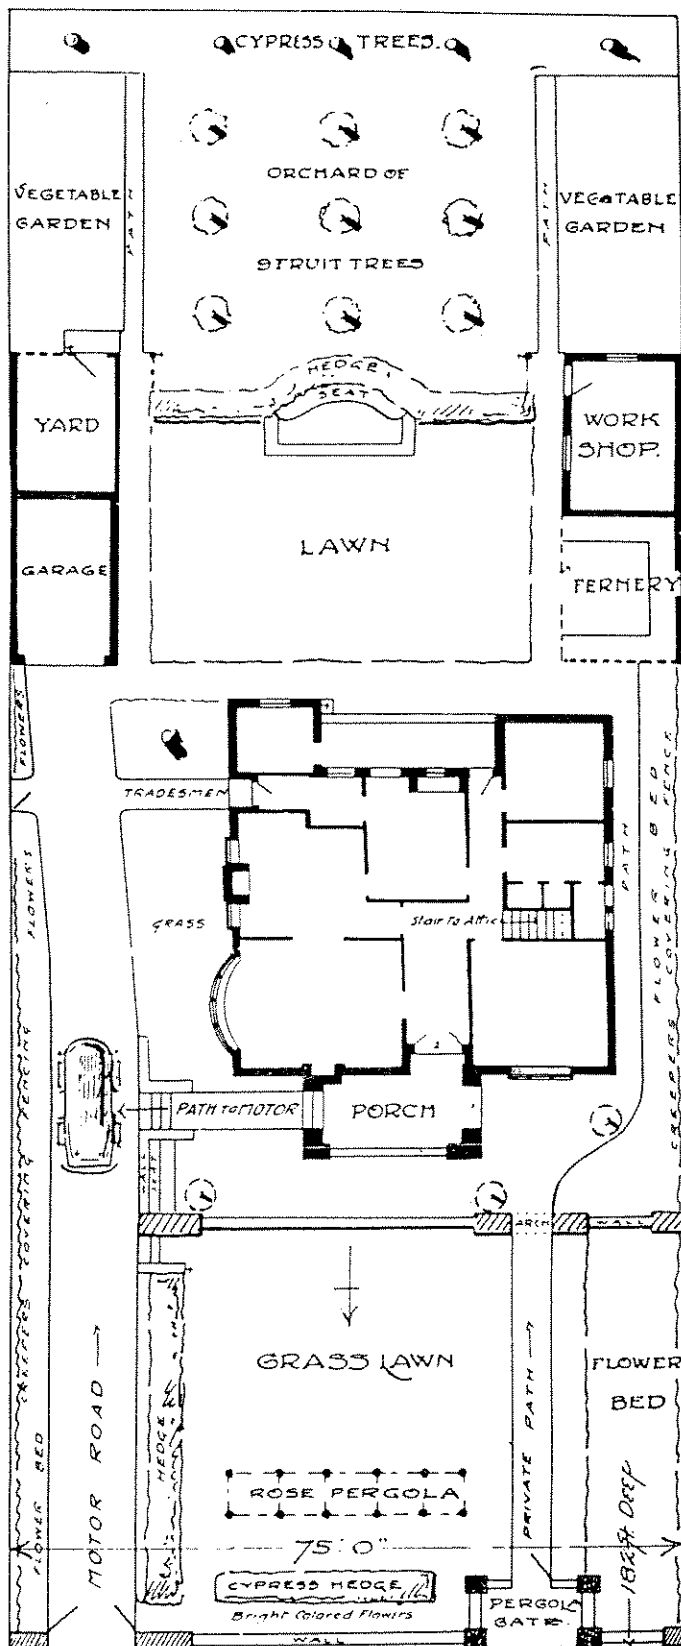 CYPRESS TREES.
VEGETABLE
GARDEN
PATH
ORCHARD OF
9 FRUIT TREES
PATH
VEGETABLE
GARDEN
HEDGE.
SEAT
YARD
WORK
SHOP.
LAWN
GARAGE
FERNERY
FLOWERS
TRADESMEN
PATH
FLOWER BED
CREEPERS COVERING FENCE
FLOWERS
GRASS
Stair To Attic
CREEPERS COVERING FENCING
PATH TO MOTOR
PORCH
WALL
SEAT
ARCH
WALL
GRASS LAWN
FLOWER
BED
MOTOR ROAD
HEDGE
FLOWER BED
PRIVATE PATH
ROSE PERGOLA
75'.0"
182 ft DEEP
CYPRESS HEDGE
Bright Colored Flowers
PERGOLA
GATE.
WALL